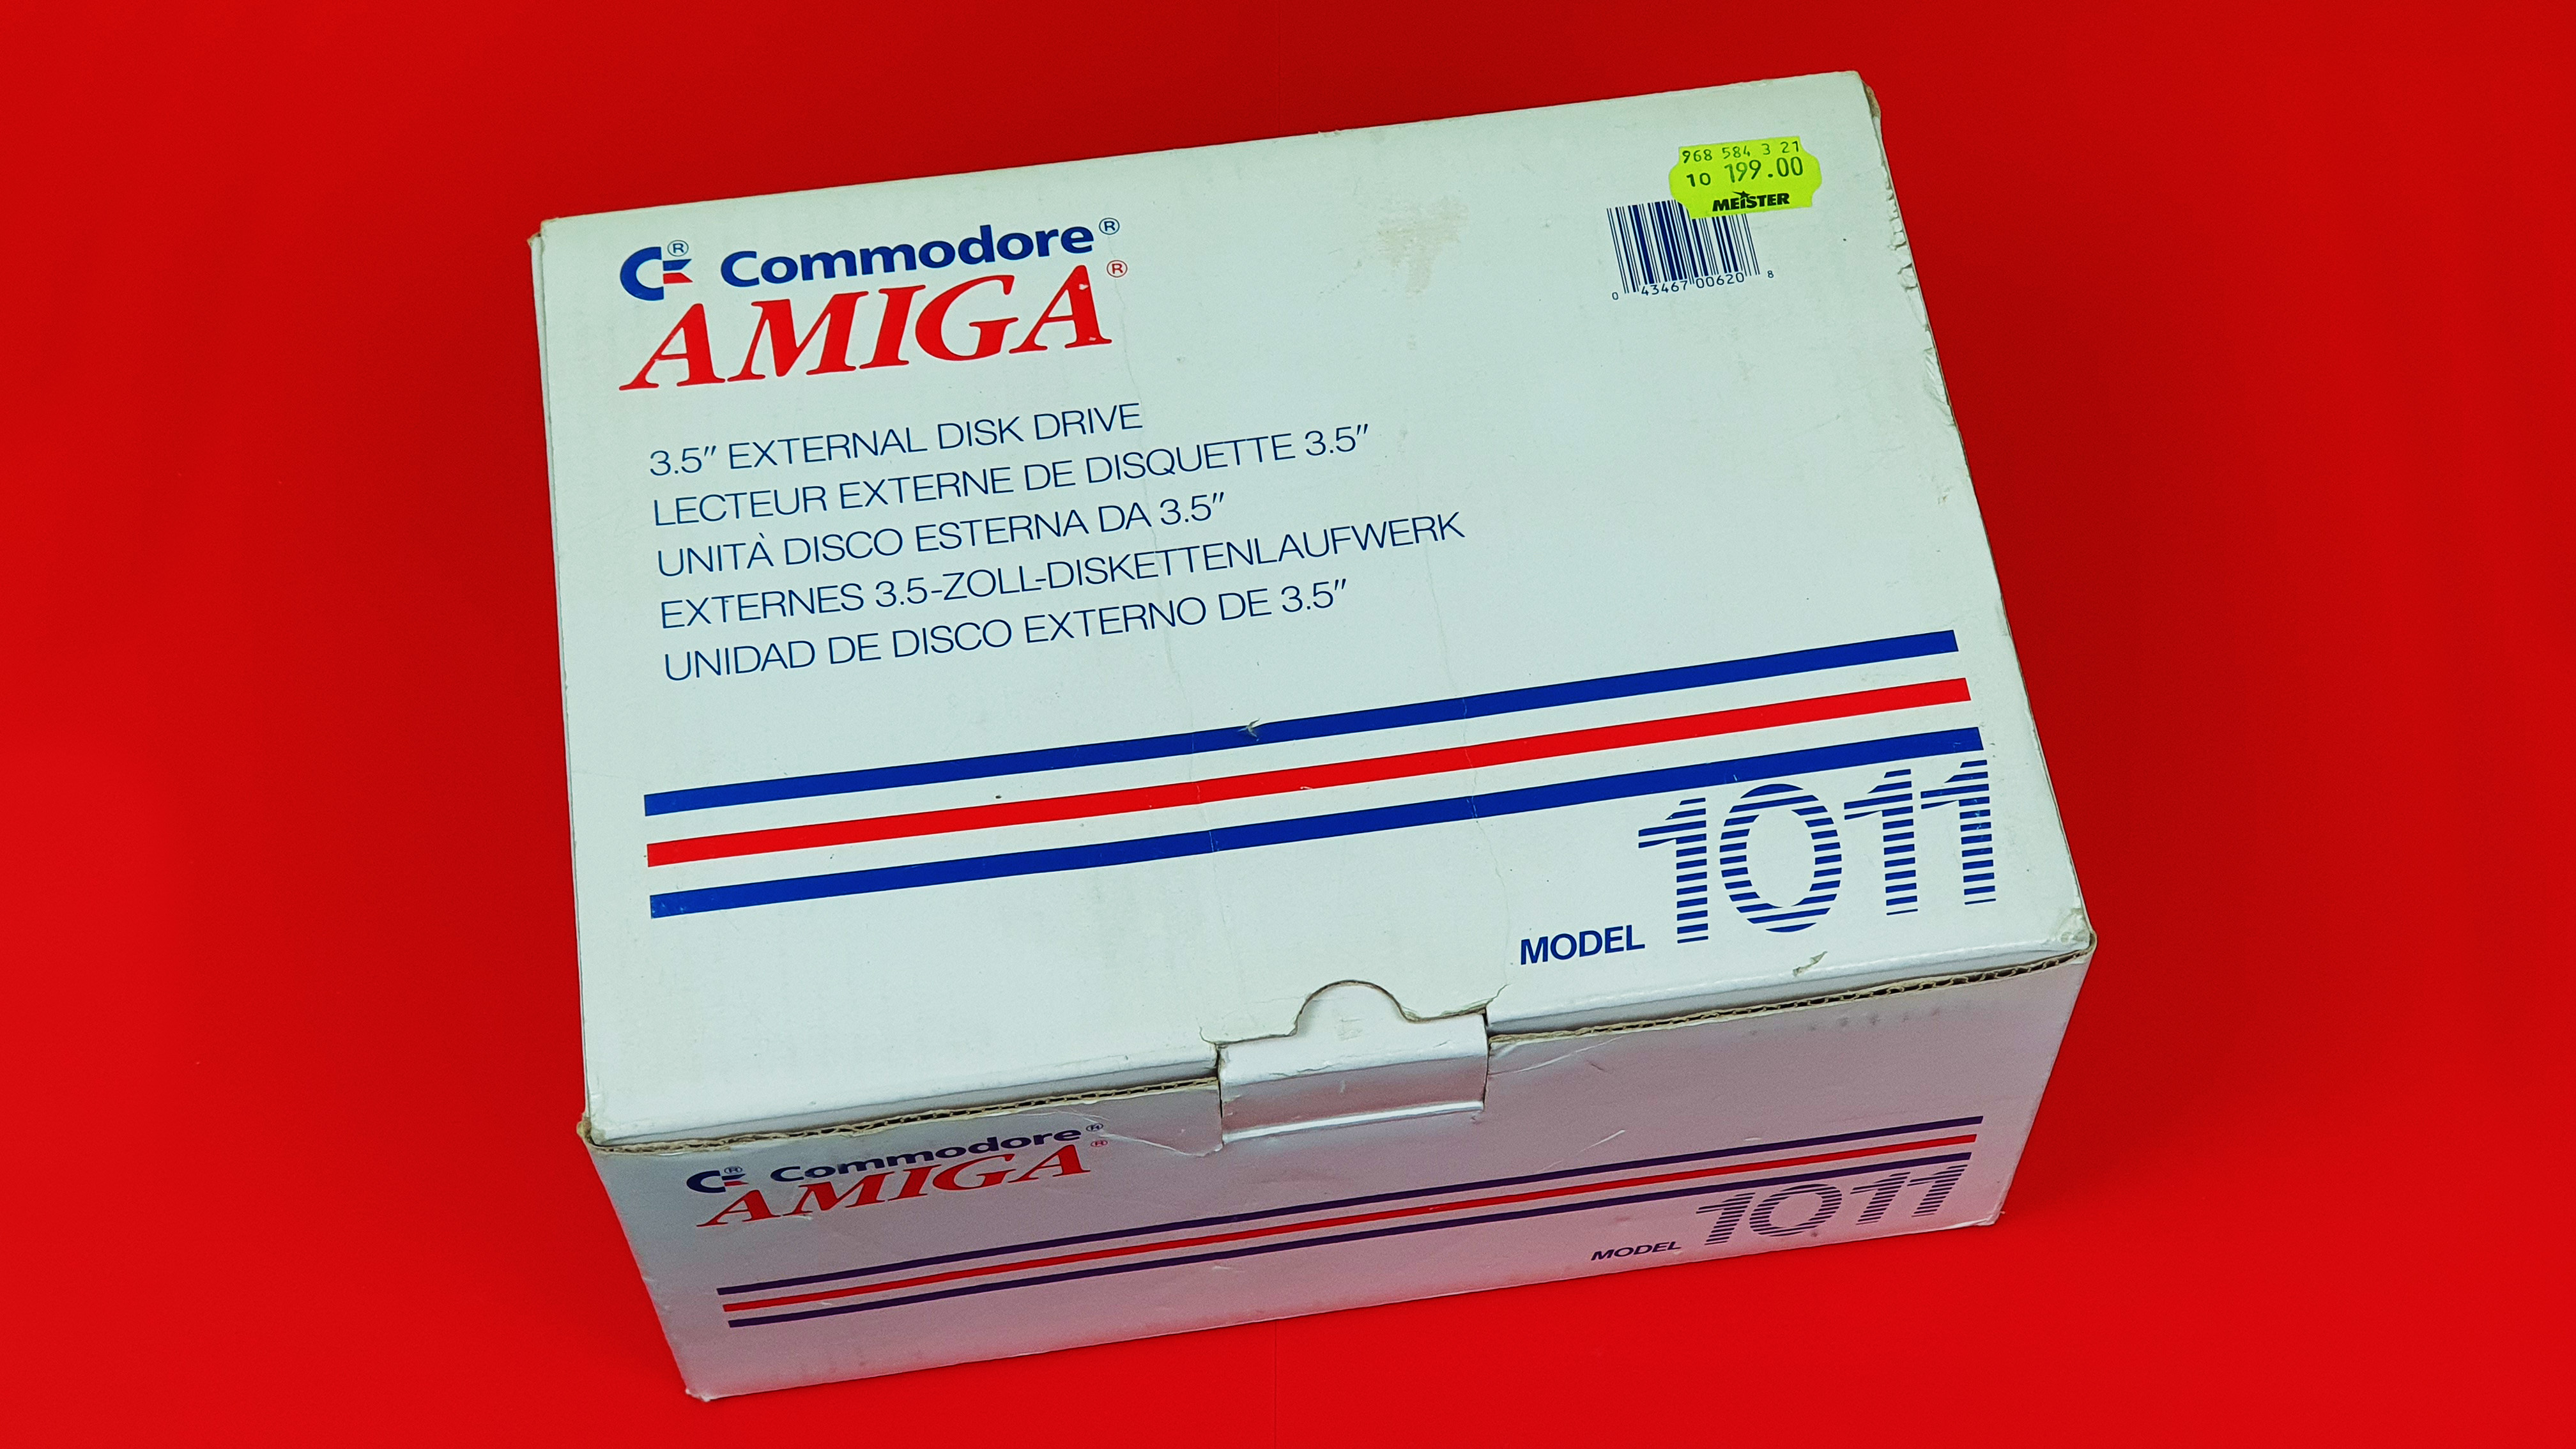 968 584 3 21
10 199.00
MEISTER
0 43467 00620 8
C® Commodore®
AMIGA®
3.5" EXTERNAL DISK DRIVE
LECTEUR EXTERNE DE DISQUETTE 3.5"
UNITÀ DISCO ESTERNA DA 3.5"
EXTERNES 3.5-ZOLL-DISKETTENLAUFWERK
UNIDAD DE DISCO EXTERNO DE 3.5"
MODEL 1011
C® Commodore®
AMIGA®
MODEL 1011